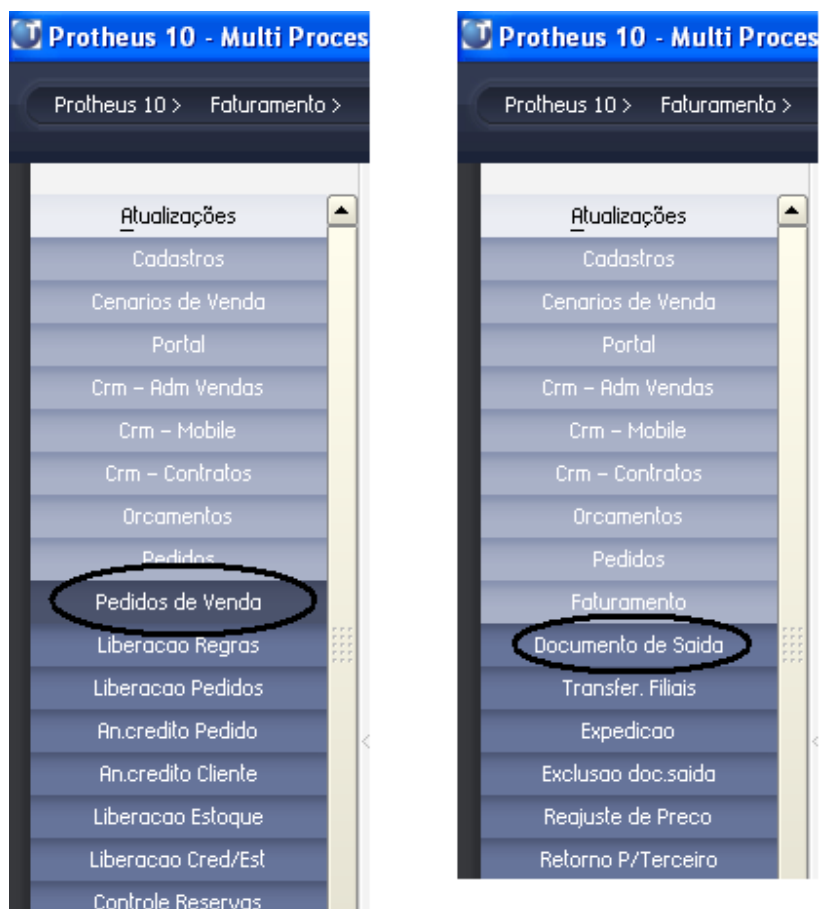 Protheus 10 - Multi Proces
Protheus 10 > Faturamento >
Atualizações
Cadastros
Cenarios de Venda
Portal
Crm – Adm Vendas
Crm – Mobile
Crm – Contratos
Orcamentos
Pedidos
Pedidos de Venda
Liberacao Regras
Liberacao Pedidos
An.credito Pedido
An.credito Cliente
Liberacao Estoque
Liberacao Cred/Est
Controle Reservas
Protheus 10 - Multi Proces
Protheus 10 > Faturamento >
Atualizações
Cadastros
Cenarios de Venda
Portal
Crm – Adm Vendas
Crm – Mobile
Crm – Contratos
Orcamentos
Pedidos
Faturamento
Documento de Saida
Transfer. Filiais
Expedicao
Exclusao doc.saida
Reajuste de Preco
Retorno P/Terceiro